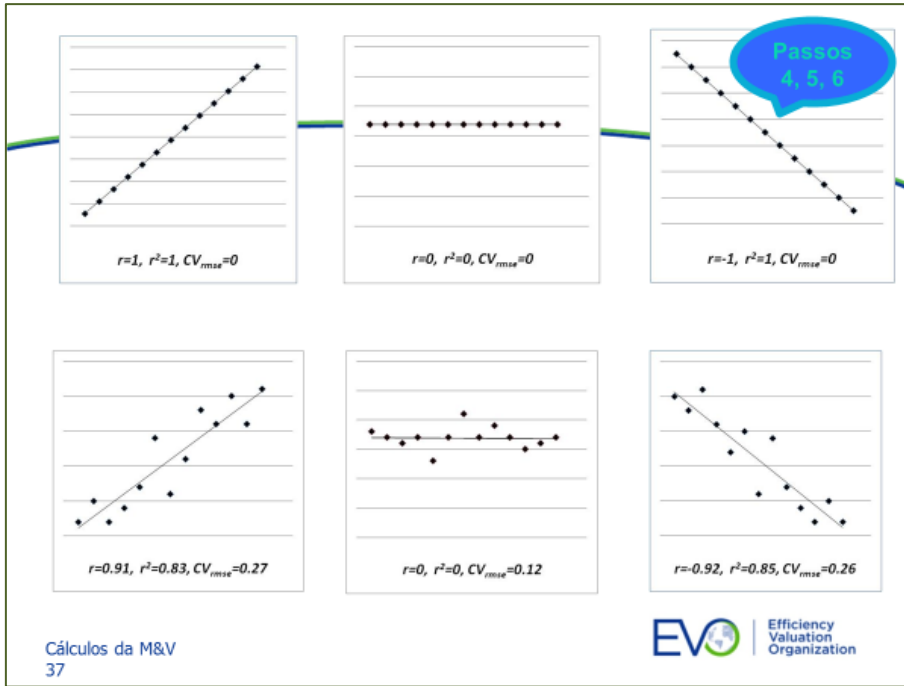 Passos
4, 5, 6
r=1, r²=1, CVrmse=0
r=0, r²=0, CVrmse=0
r=-1, r²=1, CVrmse=0
r=0.91, r²=0.83, CVrmse=0.27
r=0, r²=0, CVrmse=0.12
r=-0.92, r²=0.85, CVrmse=0.26
Cálculos da M&V
37
EVO
Efficiency
Valuation
Organization